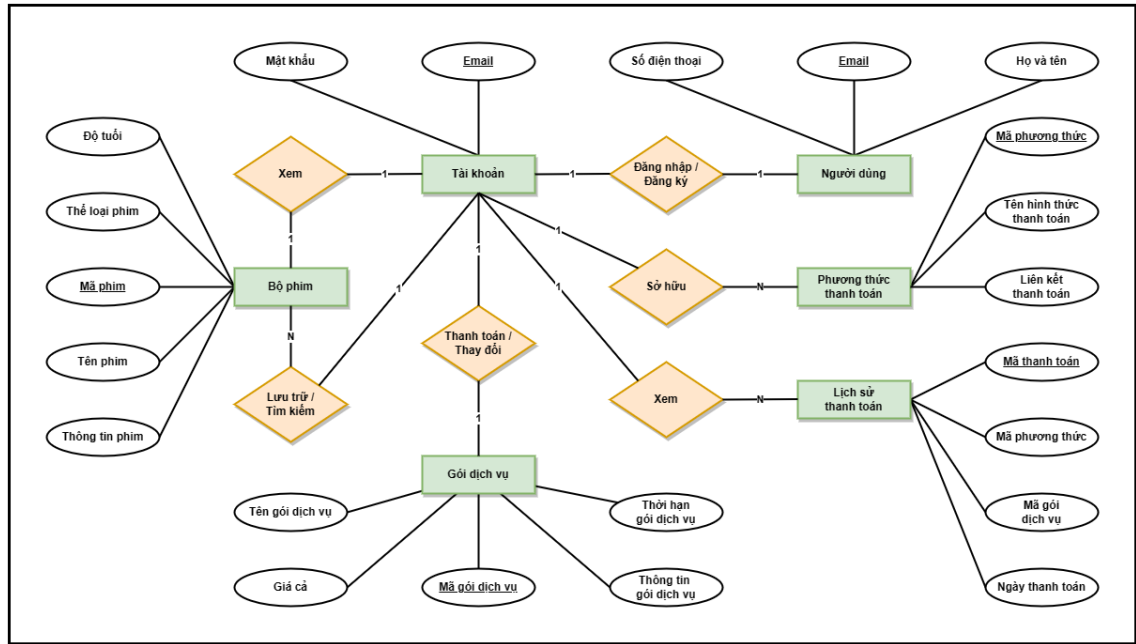 Mật khẩu
Email
Số điện thoại
Email
Họ và tên
Độ tuổi
Mã phương thức
Xem
1
Tài khoản
1
Đăng nhập /
Đăng ký
1
Người dùng
Thể loại phim
Tên hình thức
thanh toán
1
1
1
Mã phim
Bộ phim
1
1
Sở hữu
N
Phương thức
thanh toán
Liên kết
thanh toán
N
Thanh toán /
Thay đổi
Tên phim
Mã thanh toán
Lưu trữ /
Tìm kiếm
1
Xem
N
Lịch sử
thanh toán
Thông tin phim
Mã phương thức
Gói dịch vụ
Tên gói dịch vụ
Thời hạn
gói dịch vụ
Mã gói
dịch vụ
Giá cả
Mã gói dịch vụ
Thông tin
gói dịch vụ
Ngày thanh toán